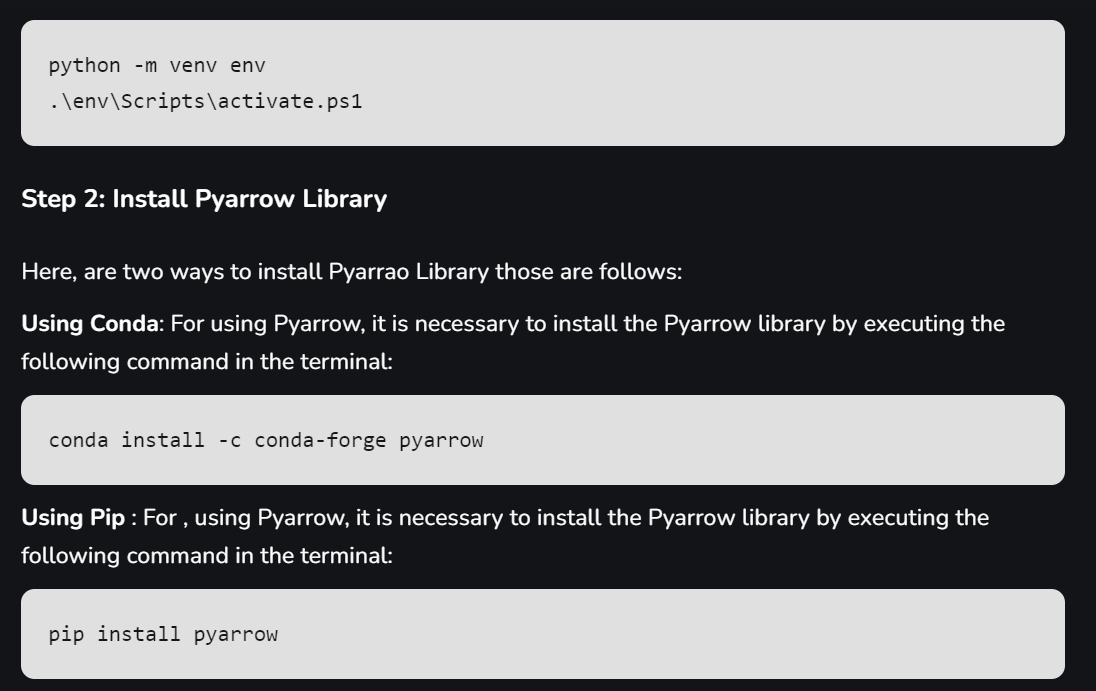 python -m venv env
.\env\Scripts\activate.ps1
Step 2: Install Pyarrow Library
Here, are two ways to install Pyarrao Library those are follows:
Using Conda: For using Pyarrow, it is necessary to install the Pyarrow library by executing the
following command in the terminal:
conda install -c conda-forge pyarrow
Using Pip : For , using Pyarrow, it is necessary to install the Pyarrow library by executing the
following command in the terminal:
pip install pyarrow